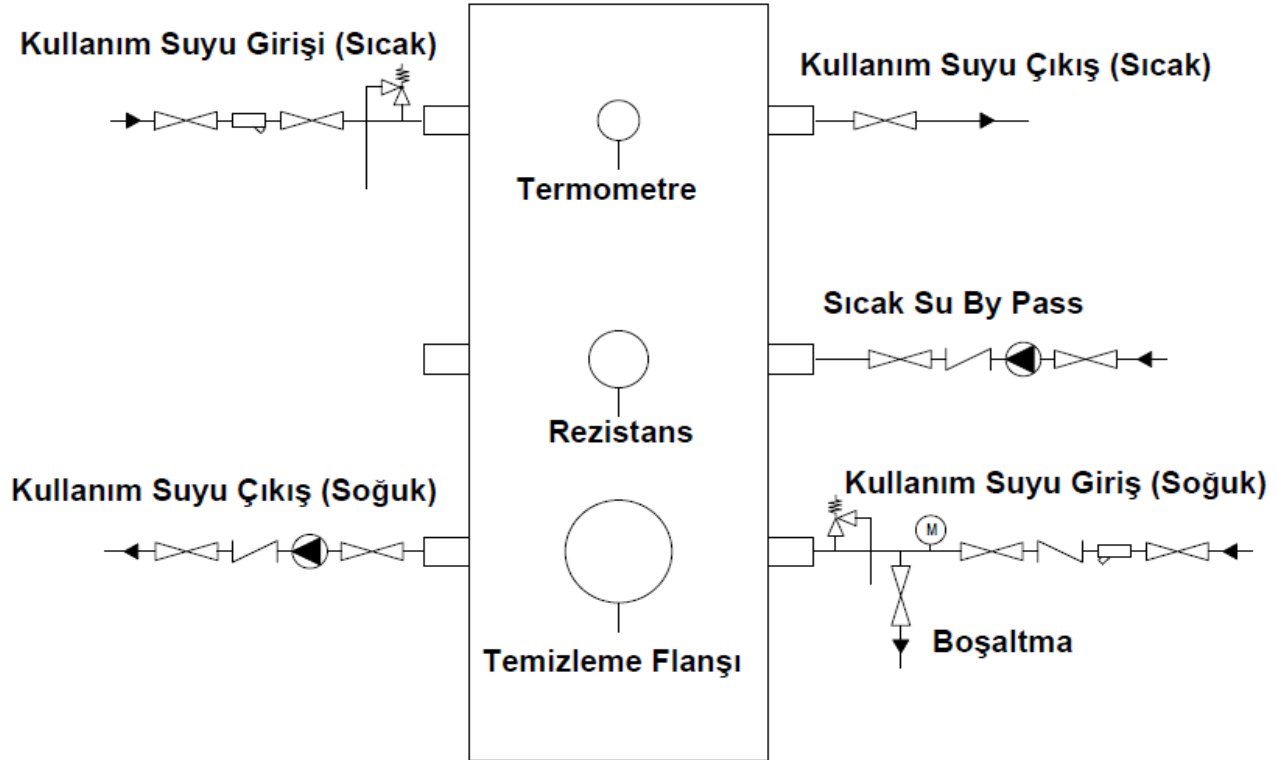 Kullanım Suyu Girişi (Sıcak)
Kullanım Suyu Çıkış (Sıcak)
Termometre
Sıcak Su By Pass
Rezistans
Kullanım Suyu Çıkış (Soğuk)
Kullanım Suyu Giriş (Soğuk)
M
Boşaltma
Temizleme Flanşı